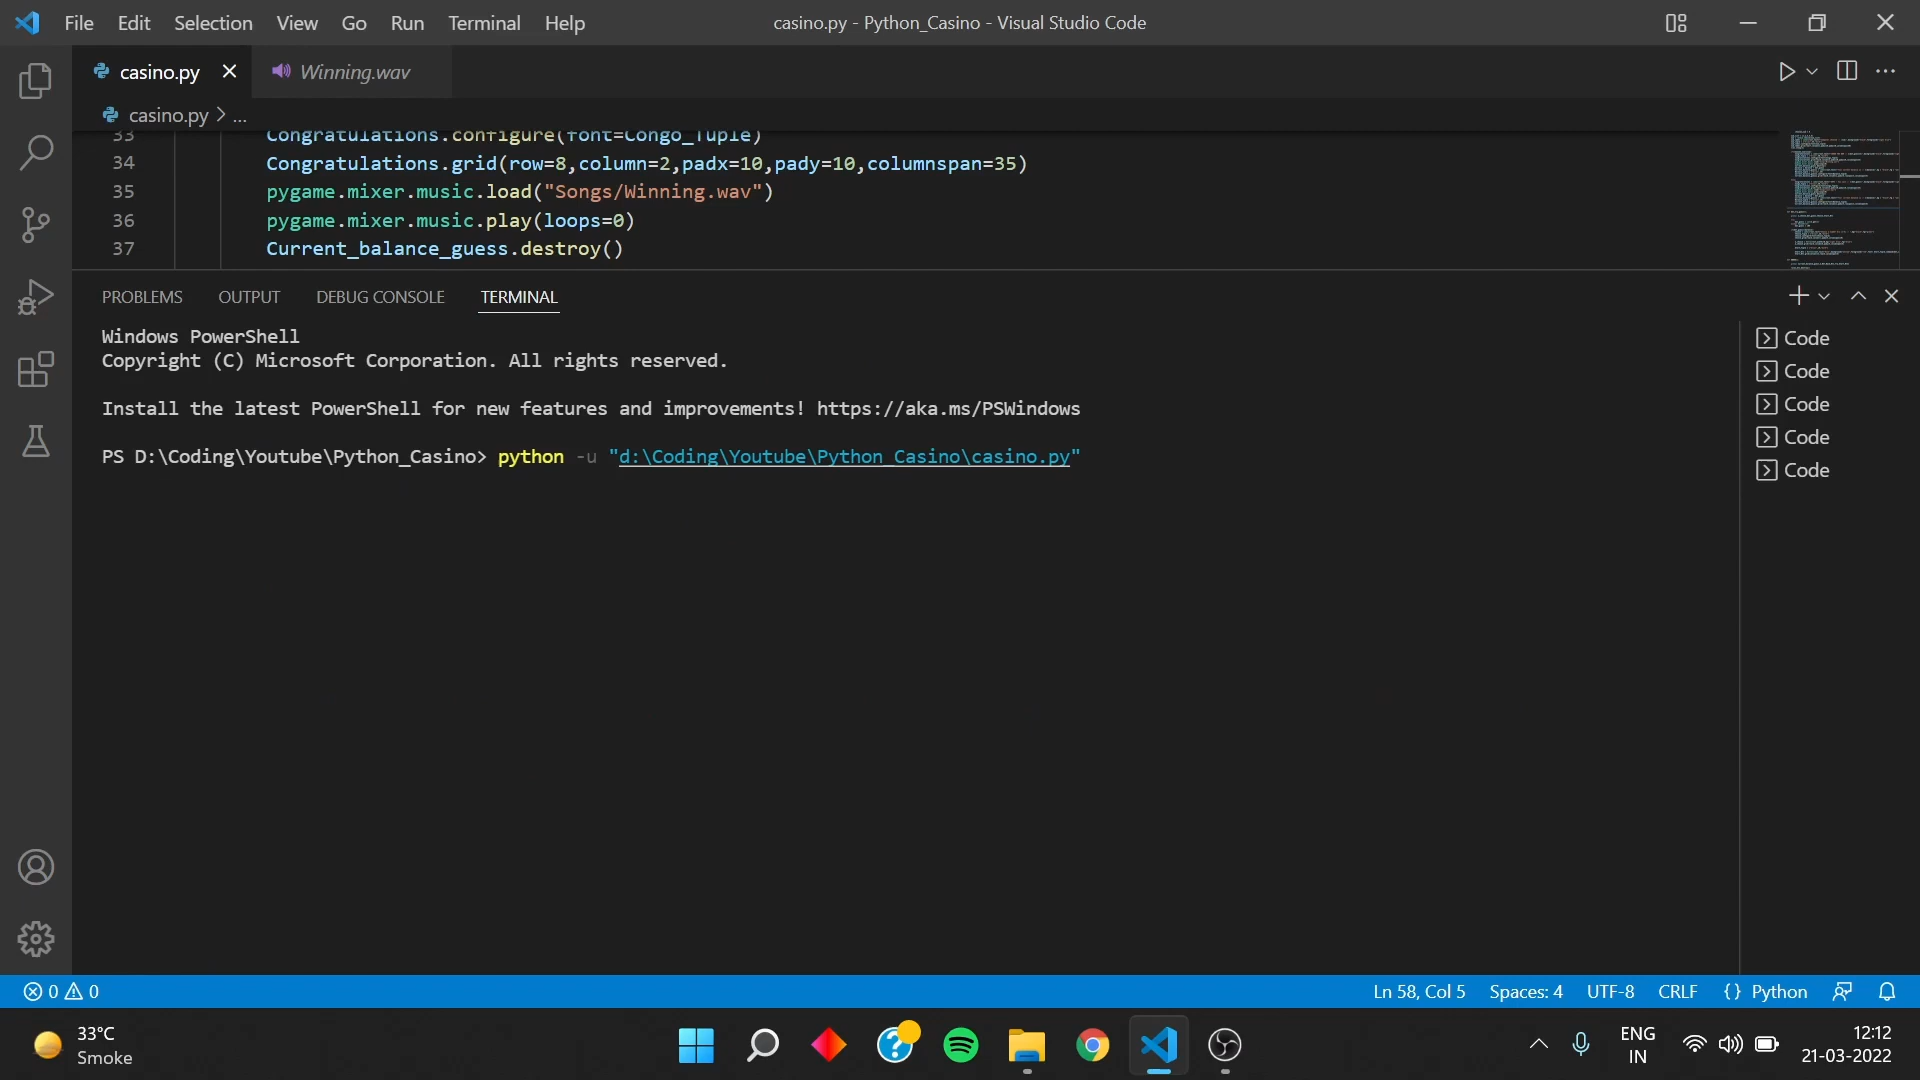 File Edit Selection View Go Run Terminal Help
casino.py - Python_Casino - Visual Studio Code
casino.py
Winning.wav
casino.py > ...
33 Congratulations.configure(font=Congo_Tuple)
34 Congratulations.grid(row=8,column=2,padx=10,pady=10,columnspan=35)
35 pygame.mixer.music.load("Songs/Winning.wav")
36 pygame.mixer.music.play(loops=0)
37 Current_balance_guess.destroy()
PROBLEMS OUTPUT DEBUG CONSOLE TERMINAL
Windows PowerShell
Copyright (C) Microsoft Corporation. All rights reserved.
Install the latest PowerShell for new features and improvements! https://aka.ms/PSWindows
PS D:\Coding\Youtube\Python_Casino> python -u "d:\Coding\Youtube\Python_Casino\casino.py"
Code
Code
Code
Code
Code
0 0
Ln 58, Col 5 Spaces: 4 UTF-8 CRLF {} Python
33°C
Smoke
ENG
IN
12:12
21-03-2022